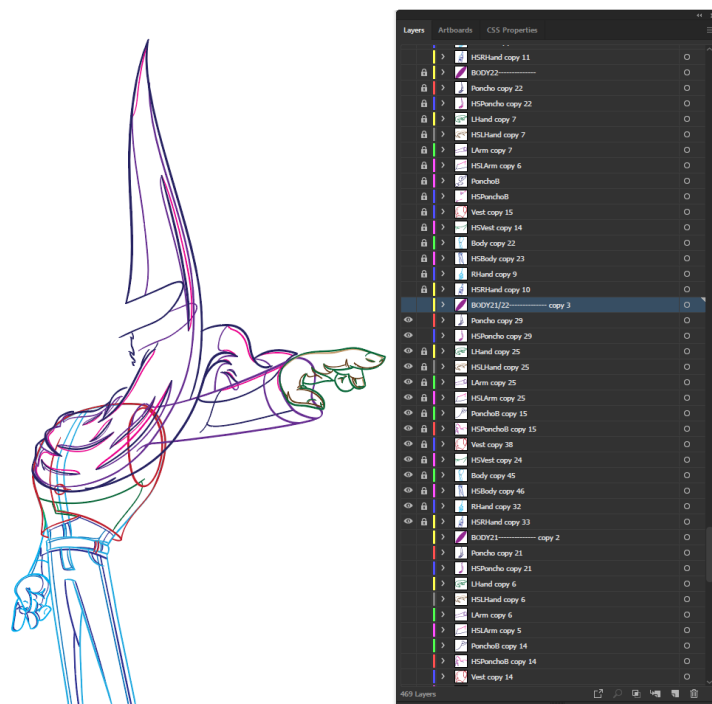 Layers Artboards CSS Properties
HSRHand copy 11
BODY22--------------
Poncho copy 22
HSPoncho copy 22
LHand copy 7
HSLHand copy 7
LArm copy 7
HSLArm copy 6
PonchoB
HSPonchoB
Vest copy 15
HSVest copy 14
Body copy 22
HSBody copy 23
RHand copy 9
HSRHand copy 10
BODY21/22-------------- copy 3
Poncho copy 29
HSPoncho copy 29
LHand copy 25
HSLHand copy 25
LArm copy 25
HSLArm copy 25
PonchoB copy 15
HSPonchoB copy 15
Vest copy 38
HSVest copy 24
Body copy 45
HSBody copy 46
RHand copy 32
HSRHand copy 33
BODY21-------------- copy 2
Poncho copy 21
HSPoncho copy 21
LHand copy 6
HSLHand copy 6
LArm copy 6
HSLArm copy 5
PonchoB copy 14
HSPonchoB copy 14
Vest copy 14
469 Layers